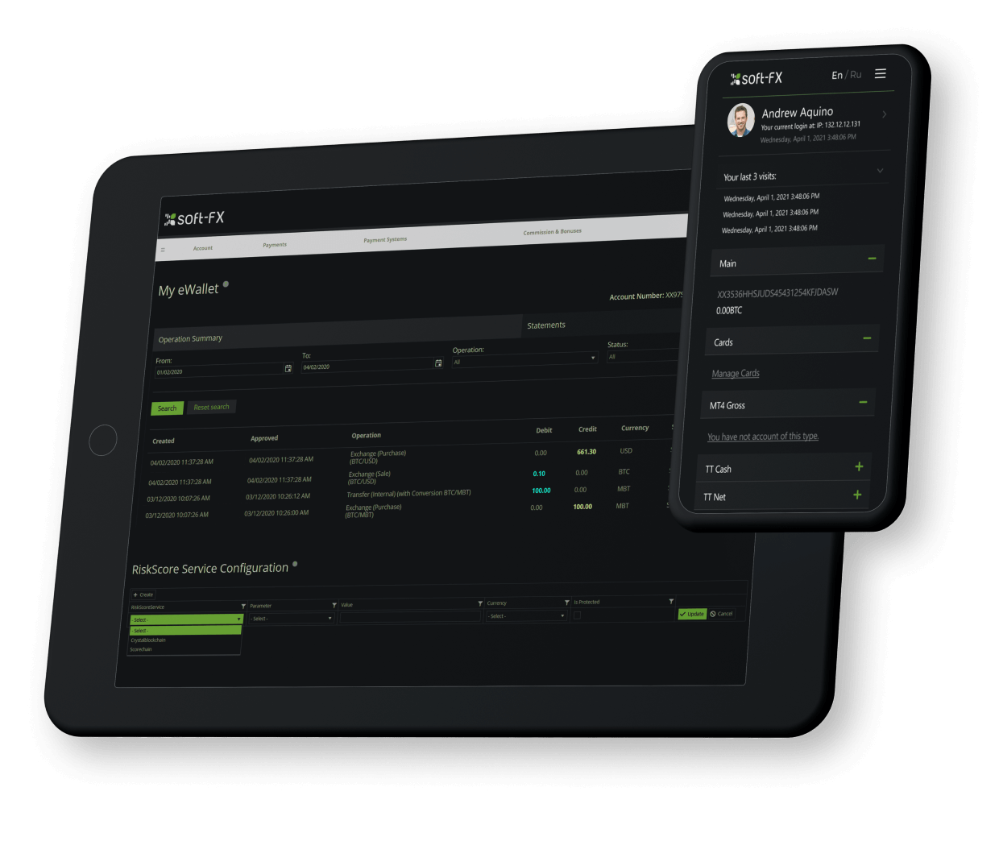 soft-FX
Account Payments Payment Systems Commission & Bonuses
My eWallet
Account Number: XX979
Operation Summary Statements
From: To: Operation: Status:
01/02/2020 04/02/2020 All All
Search Reset search
Created Approved Operation Debit Credit Currency
04/02/2020 11:37:28 AM 04/02/2020 11:37:28 AM Exchange (Purchase) 0.00 661.30 USD
(BTC/USD)
04/02/2020 11:37:28 AM 04/02/2020 11:37:28 AM Exchange (Sale) 0.10 0.00 BTC
(BTC/USD)
03/12/2020 10:07:26 AM 03/12/2020 10:26:12 AM Transfer (Internal) (with Conversion BTC/MBT) 100.00 0.00 MBT
03/12/2020 10:07:26 AM 03/12/2020 10:26:00 AM Exchange (Purchase) 0.00 100.00 MBT
(BTC/MBT)
RiskScore Service Configuration
+ Create
RiskScoreService Parameter Value Currency Is Protected
- Select - - Select - - Select - Update Cancel
- Select -
Crystalblockchain
Scorechain
soft-FX En / Ru
Andrew Aquino
Your current login at: IP: 132.12.12.131
Wednesday, April 1, 2021 3:48:06 PM
Your last 3 visits:
Wednesday, April 1, 2021 3:48:06 PM
Wednesday, April 1, 2021 3:48:06 PM
Wednesday, April 1, 2021 3:48:06 PM
Main
XX3536HHSJUDS45431254KFJDASW
0.00BTC
Cards
Manage Cards
MT4 Gross
You have not account of this type.
TT Cash
TT Net